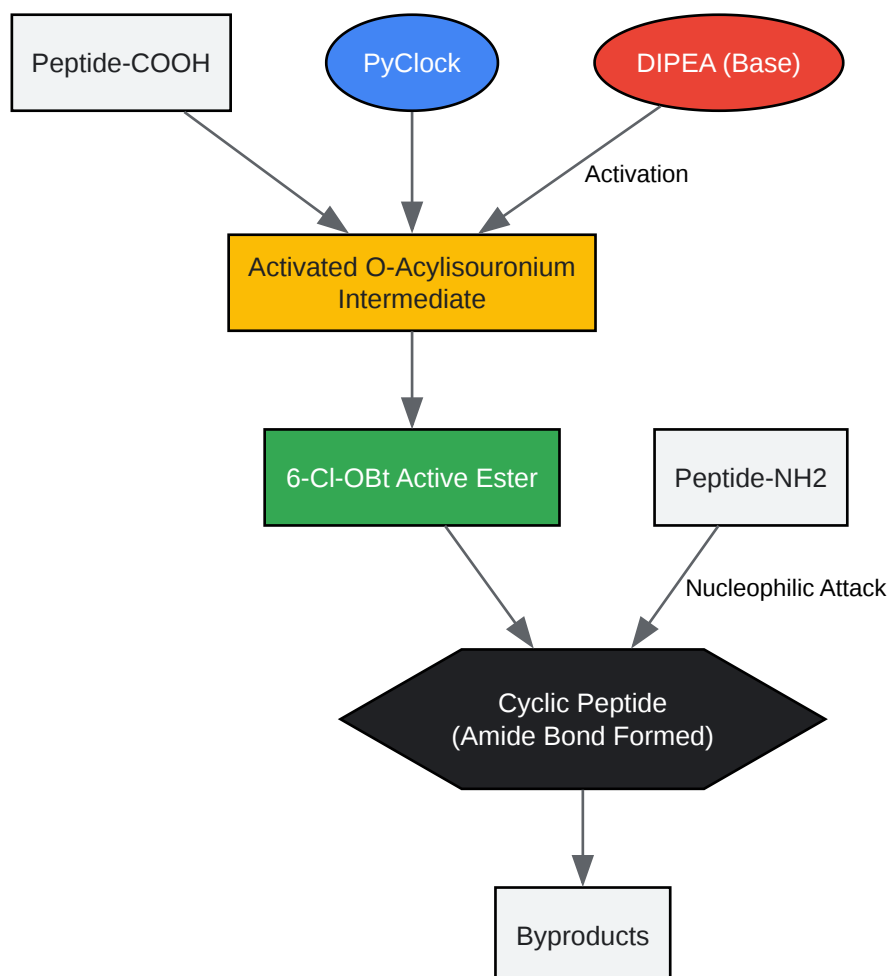 Peptide-COOH
PyClock
DIPEA (Base)
Activation
Activated O-Acylisouronium
Intermediate
6-Cl-OBt Active Ester
Peptide-NH2
Nucleophilic Attack
Cyclic Peptide
(Amide Bond Formed)
Byproducts